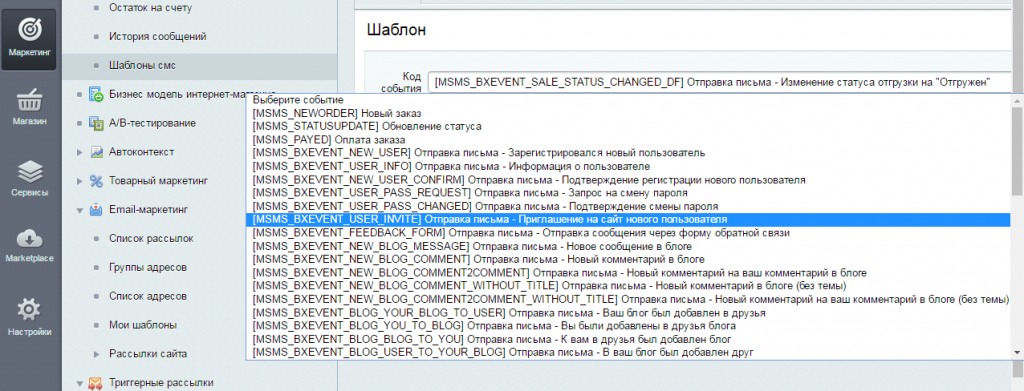 Маркетинг
Магазин
Сервисы
Marketplace
Настройки
Остаток на счету
История сообщений
Шаблоны смс
Бизнес модель интернет-магазина
A/B-тестирование
Автоконтекст
Товарный маркетинг
Email-маркетинг
Список рассылок
Группы адресов
Список адресов
Мои шаблоны
Рассылки сайта
Триггерные рассылки
Шаблон
Код
события
[MSMS_BXEVENT_SALE_STATUS_CHANGED_DF] Отправка письма - Изменение статуса отгрузки на "Отгружен"
Выберите событие
[MSMS_NEWORDER] Новый заказ
[MSMS_STATUSUPDATE] Обновление статуса
[MSMS_PAYED] Оплата заказа
[MSMS_BXEVENT_NEW_USER] Отправка письма - Зарегистрировался новый пользователь
[MSMS_BXEVENT_USER_INFO] Отправка письма - Информация о пользователе
[MSMS_BXEVENT_NEW_USER_CONFIRM] Отправка письма - Подтверждение регистрации нового пользователя
[MSMS_BXEVENT_USER_PASS_REQUEST] Отправка письма - Запрос на смену пароля
[MSMS_BXEVENT_USER_PASS_CHANGED] Отправка письма - Подтверждение смены пароля
[MSMS_BXEVENT_USER_INVITE] Отправка письма - Приглашение на сайт нового пользователя
[MSMS_BXEVENT_FEEDBACK_FORM] Отправка письма - Отправка сообщения через форму обратной связи
[MSMS_BXEVENT_NEW_BLOG_MESSAGE] Отправка письма - Новое сообщение в блоге
[MSMS_BXEVENT_NEW_BLOG_COMMENT] Отправка письма - Новый комментарий в блоге
[MSMS_BXEVENT_NEW_BLOG_COMMENT2COMMENT] Отправка письма - Новый комментарий на ваш комментарий в блоге
[MSMS_BXEVENT_NEW_BLOG_COMMENT_WITHOUT_TITLE] Отправка письма - Новый комментарий в блоге (без темы)
[MSMS_BXEVENT_NEW_BLOG_COMMENT2COMMENT_WITHOUT_TITLE] Отправка письма - Новый комментарий на ваш комментарий в блоге (без темы)
[MSMS_BXEVENT_BLOG_YOUR_BLOG_TO_USER] Отправка письма - Ваш блог был добавлен в друзья
[MSMS_BXEVENT_BLOG_YOU_TO_BLOG] Отправка письма - Вы были добавлены в друзья блога
[MSMS_BXEVENT_BLOG_BLOG_TO_YOU] Отправка письма - К вам в друзья был добавлен блог
[MSMS_BXEVENT_BLOG_USER_TO_YOUR_BLOG] Отправка письма - В ваш блог был добавлен друг